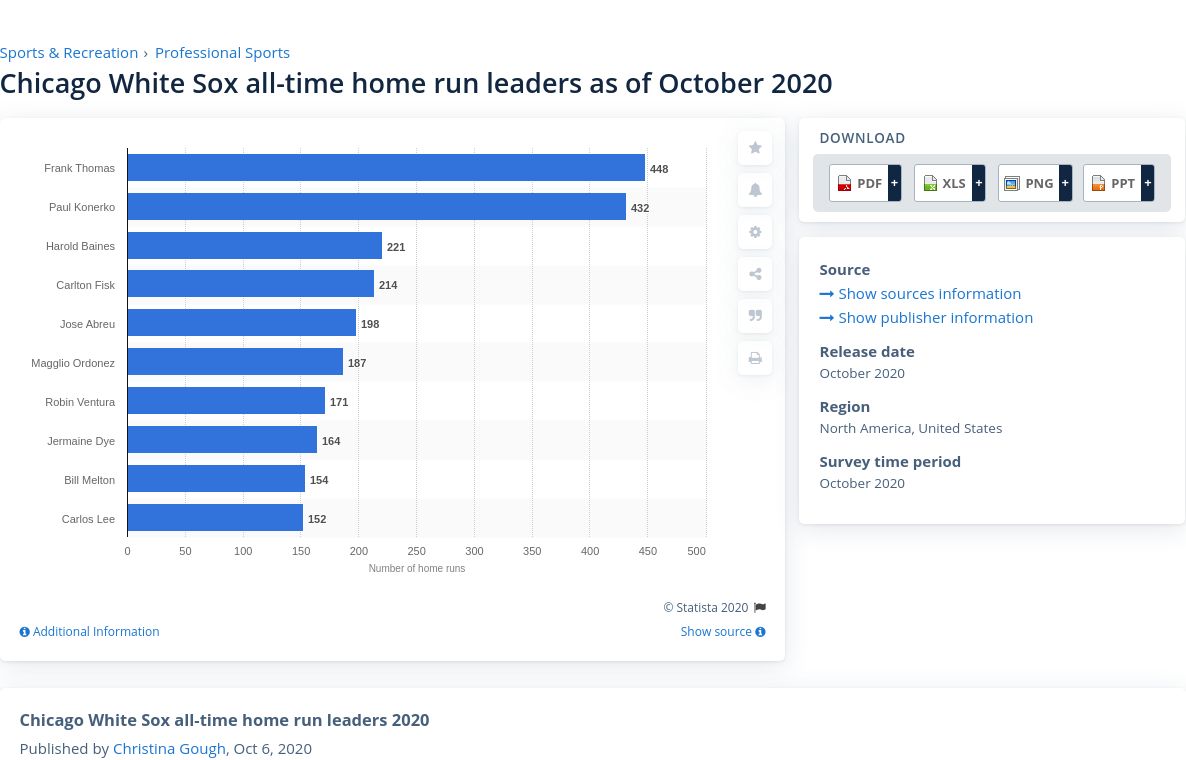 Sports & Recreation › Professional Sports
Chicago White Sox all-time home run leaders as of October 2020
Frank Thomas 448
Paul Konerko 432
Harold Baines 221
Carlton Fisk 214
Jose Abreu 198
Magglio Ordonez 187
Robin Ventura 171
Jermaine Dye 164
Bill Melton 154
Carlos Lee 152
0 50 100 150 200 250 300 350 400 450 500
Number of home runs
© Statista 2020
Additional Information Show source
DOWNLOAD
PDF + XLS + PNG + PPT +
Source
Show sources information
Show publisher information
Release date
October 2020
Region
North America, United States
Survey time period
October 2020
Chicago White Sox all-time home run leaders 2020
Published by Christina Gough, Oct 6, 2020